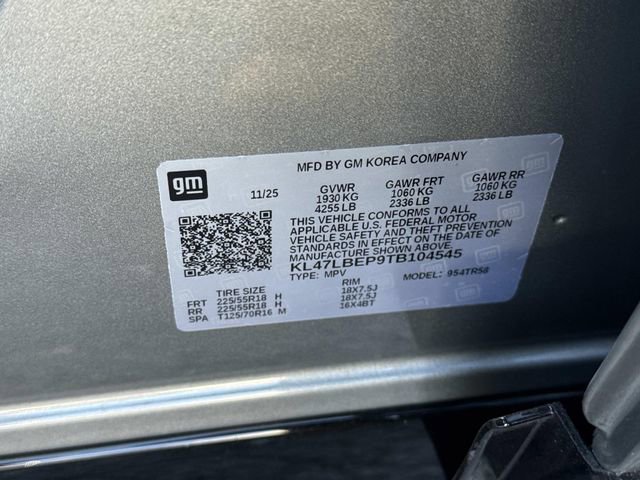 MFD BY GM KOREA COMPANY
gm
11/25 GVWR GAWR FRT GAWR RR
1930 KG 1060 KG 1060 KG
4255 LB 2336 LB 2336 LB
THIS VEHICLE CONFORMS TO ALL
APPLICABLE U.S. FEDERAL MOTOR
VEHICLE SAFETY AND THEFT PREVENTION
STANDARDS IN EFFECT ON THE DATE OF
MANUFACTURE SHOWN ABOVE.
KL47LBEP9TB104545
TYPE: MPV MODEL: 954TR58
TIRE SIZE RIM
FRT 225/55R18 H 18X7.5J
RR 225/55R18 H 18X7.5J
SPA T125/70R16 M 16X4BT